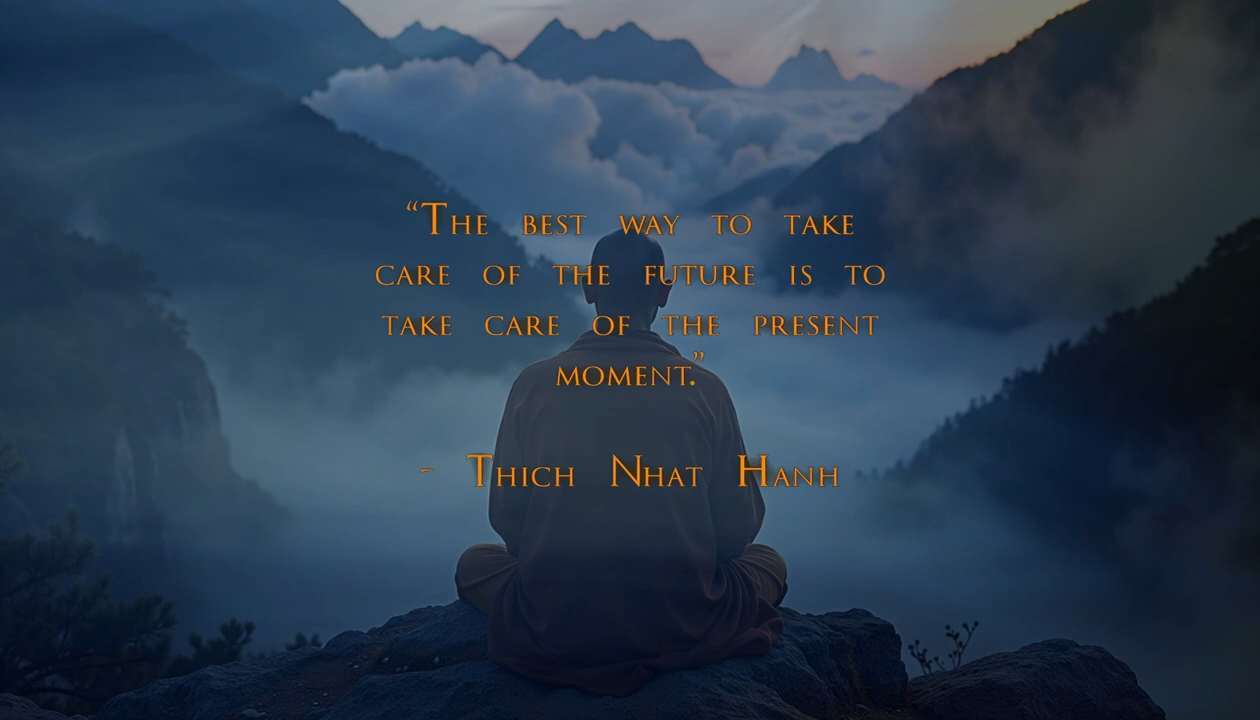 “The best way to take
care of the future is to
take care of the present
moment.”
- Thich Nhat Hanh